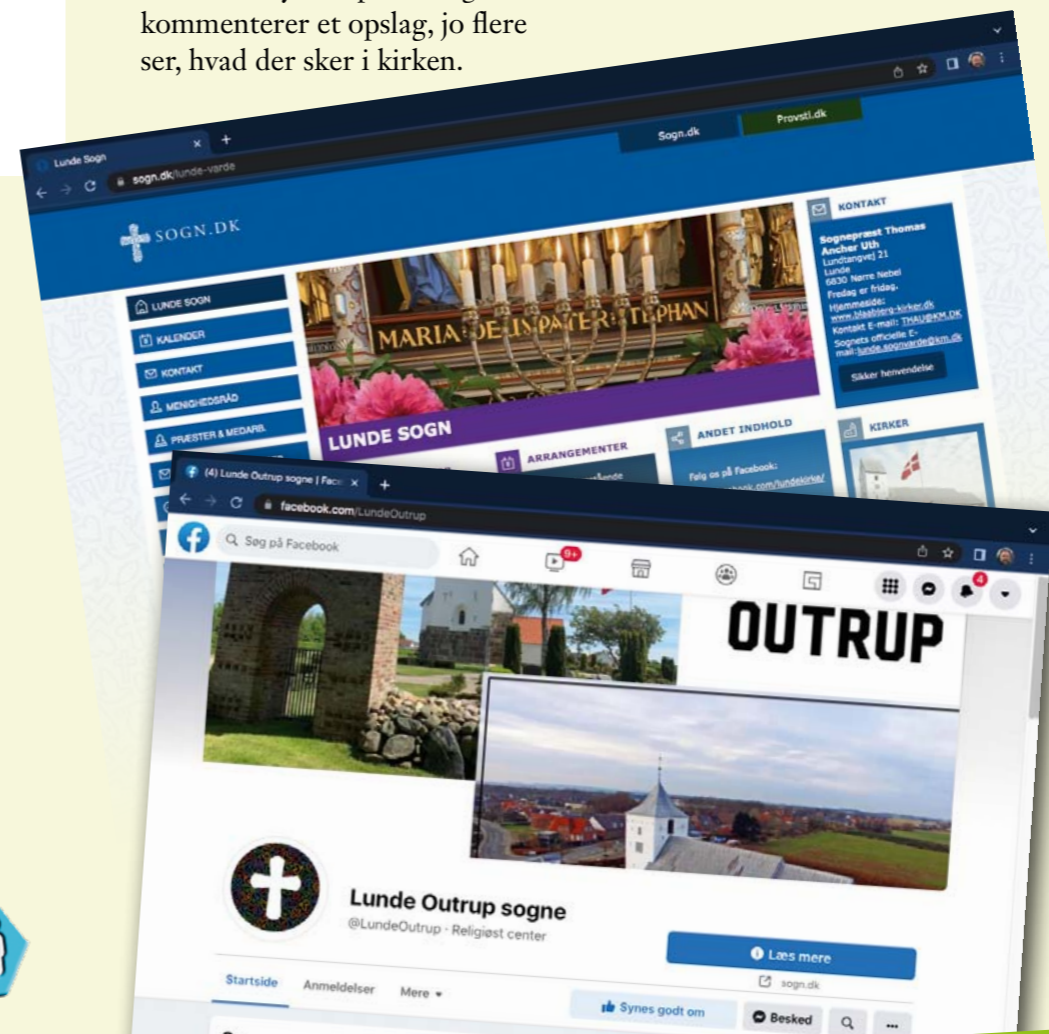 kommenterer et opslag, jo flere
ser, hvad der sker i kirken.
Lunde Sogn
sogn.dk/lunde-varde
Sogn.dk
Provsti.dk
SOGN.DK
LUNDE SOGN
KALENDER
KONTAKT
MENIGHEDSRÅD
PRÆSTER & MEDARB.
MARIA DEI
PATER
LUNDE SOGN
ARRANGEMENTER
ANDET INDHOLD
Følg os på Facebook:
book.com/lundekirke/
KONTAKT
Sognepræst Thomas
Ancher Uth
Lundtangvej 21
Lunde
6830 Nørre Nebel
Fredag er fridag.
Hjemmeside:
www.blaabjerg-kirker.dk
Kontakt E-mail: THAU@KM.DK
Sognets officielle E-
mail:lunde.sognvarde@km.dk
Sikker henvendelse
KIRKER
(4) Lunde Outrup sogne | Face
facebook.com/LundeOutrup
Søg på Facebook
9+
4
OUTRUP
Lunde Outrup sogne
@LundeOutrup · Religiøst center
Læs mere
sogn.dk
Startside
Anmeldelser
Mere
Synes godt om
Besked